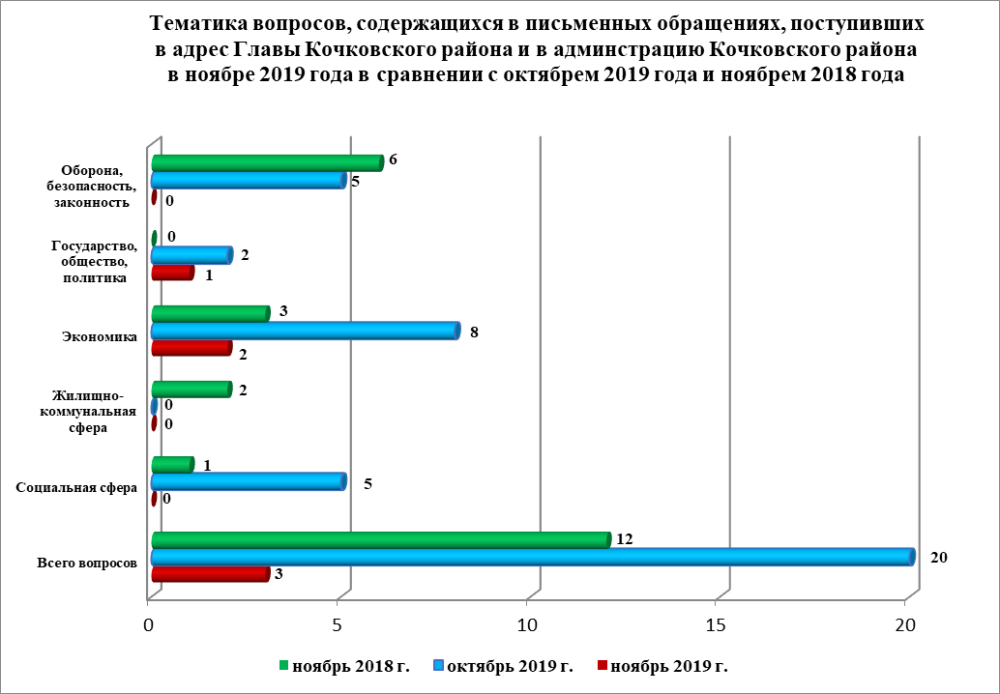 Тематика вопросов, содержащихся в письменных обращениях, поступивших
в адрес Главы Кочковского района и в админстрацию Кочковского района
в ноябре 2019 года в сравнении с октябрем 2019 года и ноябрем 2018 года
Оборона,
безопасность,
законность
6
5
0
Государство,
общество,
политика
0
2
1
Экономика
3
8
2
Жилищно-
коммунальная
сфера
2
0
0
Социальная сфера
1
5
0
Всего вопросов
12
20
3
0 5 10 15 20
ноябрь 2018 г. октябрь 2019 г. ноябрь 2019 г.